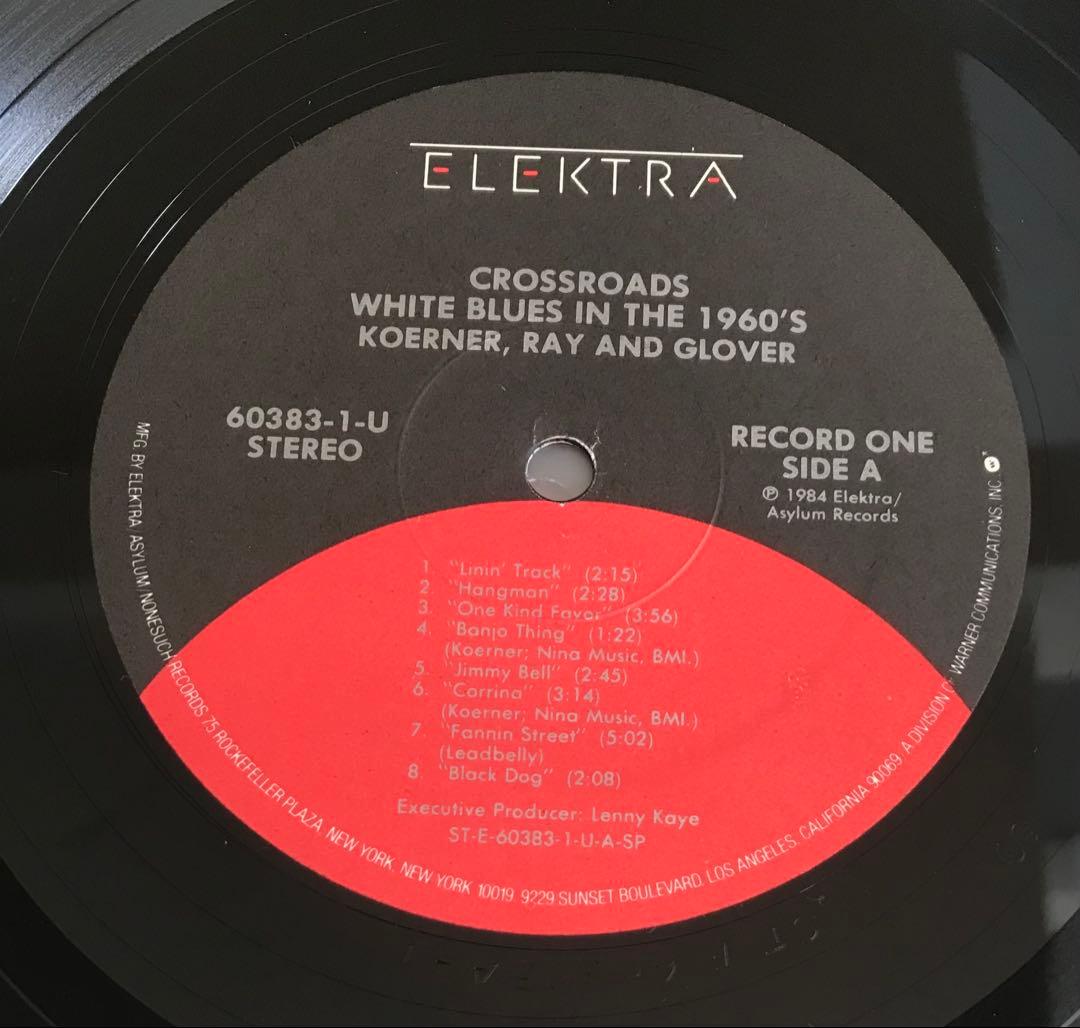 ELEKTRA
CROSSROADS
WHITE BLUES IN THE 1960'S
KOERNER, RAY AND GLOVER
60383-1-U
STEREO
RECORD ONE
SIDE A
℗ 1984 Elektra/
Asylum Records
1. "Linin' Track" (2:15)
2. "Hangman" (2:28)
3. "One Kind Favor" (3:56)
4. "Banjo Thing" (1:22)
(Koerner; Nina Music, BMI.)
5. "Jimmy Bell" (2:45)
6. "Corrina" (3:14)
(Koerner; Nina Music, BMI.)
7. "Fannin Street" (5:02)
(Leadbelly)
8. "Black Dog" (2:08)
Executive Producer: Lenny Kaye
ST-E-60383-1-U-A-SP
MFG. BY ELEKTRA/ASYLUM/NONESUCH RECORDS 75 ROCKEFELLER PLAZA, NEW YORK, NEW YORK 10019 9229 SUNSET BOULEVARD, LOS ANGELES, CALIFORNIA 90069. A DIVISION OF WARNER COMMUNICATIONS. INC.